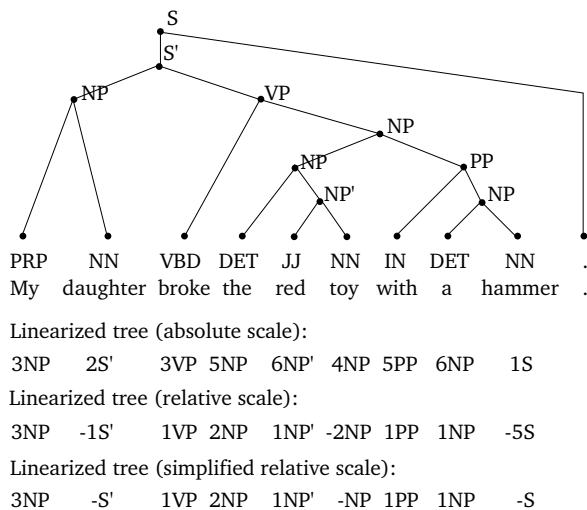 S
S'
NP VP
NP
NP PP
NP' NP
PRP NN VBD DET JJ NN IN DET NN .
My daughter broke the red toy with a hammer .
Linearized tree (absolute scale):
3NP 2S' 3VP 5NP 6NP' 4NP 5PP 6NP 1S
Linearized tree (relative scale):
3NP -1S' 1VP 2NP 1NP' -2NP 1PP 1NP -5S
Linearized tree (simplified relative scale):
3NP -S' 1VP 2NP 1NP' -NP 1PP 1NP -S